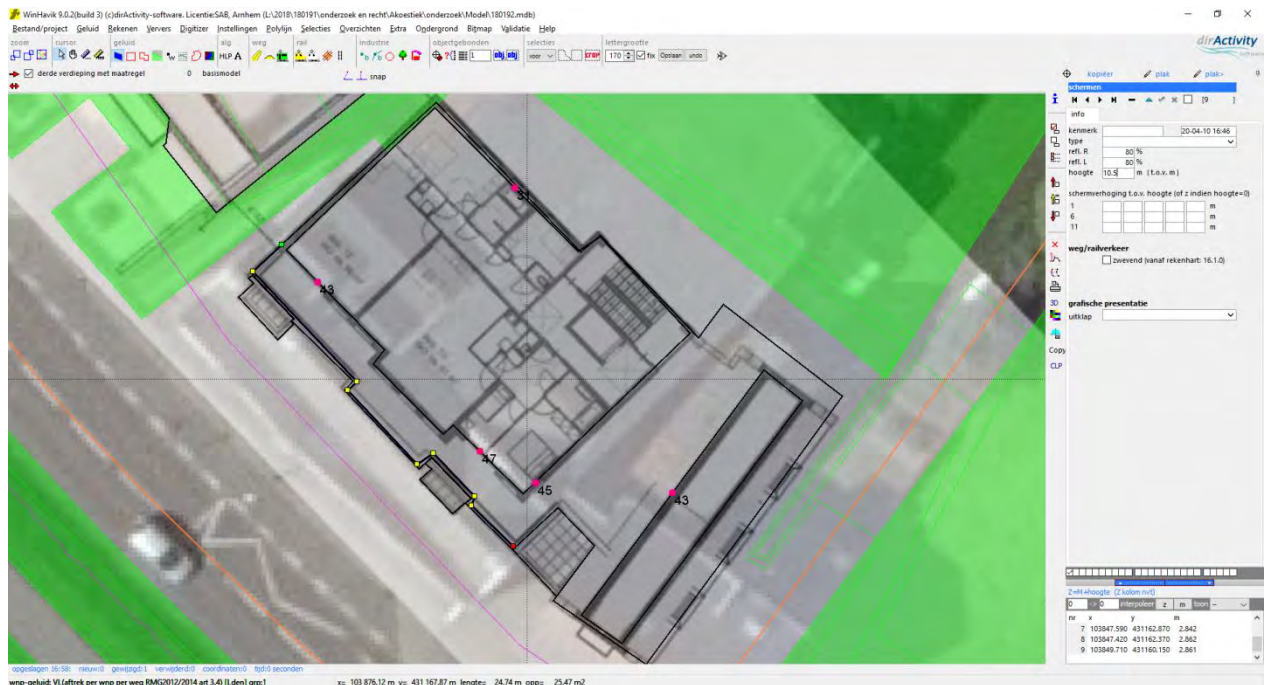 WinHavik 9.0.2(build 3) (c)dirActivity-software. Licentie:SAB, Arnhem (L:\2018\180191\onderzoek en recht\Akoestiek\onderzoek\Model\180192.mdb)
Bestand/project Geluid Rekenen Ververs Digitizer Instellingen Polylijn Selecties Overzichten Extra Ondergrond Bitmap Validatie Help
zoom cursor geluid alg weg rail industrie objectgebonden selecties lettergrootte
HLP A 1 obj obj voor 170 fix Opslaan undo
dirActivity
derde verdieping met maatregel 0 basismodel
snap
kopiëer plak plak>
schermen
[9 ]
info
kenmerk 20-04-10 16:46
type
refl. R 80 %
refl. L 80 %
hoogte 10.5 m (t.o.v. m)
schermverhoging t.o.v. hoogte (of z indien hoogte=0)
1 m
6 m
11 m
weg/railverkeer
zwevend (vanaf rekenhart: 16.1.0)
3D
grafische presentatie
uitklap
Copy
CLP
51
43
47
45
43
Z=M+hoogte (Z kolom nvt)
0 -> 0 interpoleer z m toon -
nr x y m
7 103847.590 431162.870 2.842
8 103847.420 431162.370 2.862
9 103849.710 431160.150 2.861
opgeslagen 16:58: nieuw:0 gewijzigd:1 verwijderd:0 coordinaten:0 tijd:0 seconden
wnp-geluid: VL(aftrek per wnp per weg RMG2012/2014 art 3.4) [Lden] grp:1 x= 103 876.12 m y= 431 167.87 m lengte= 24.74 m opp= 25.47 m2